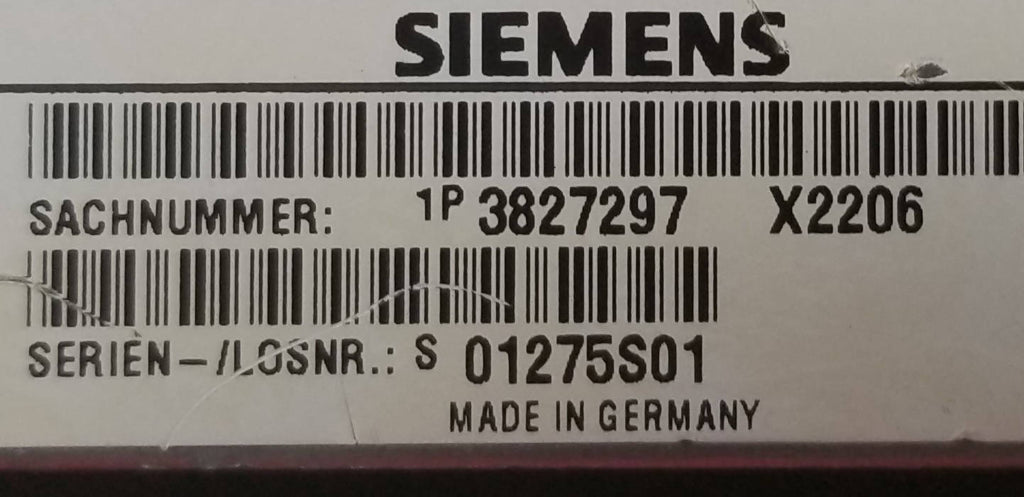 SIEMENS
SACHNUMMER: 1P 3827297 X2206
SERIEN-/LOSNR.: S 01275S01
MADE IN GERMANY